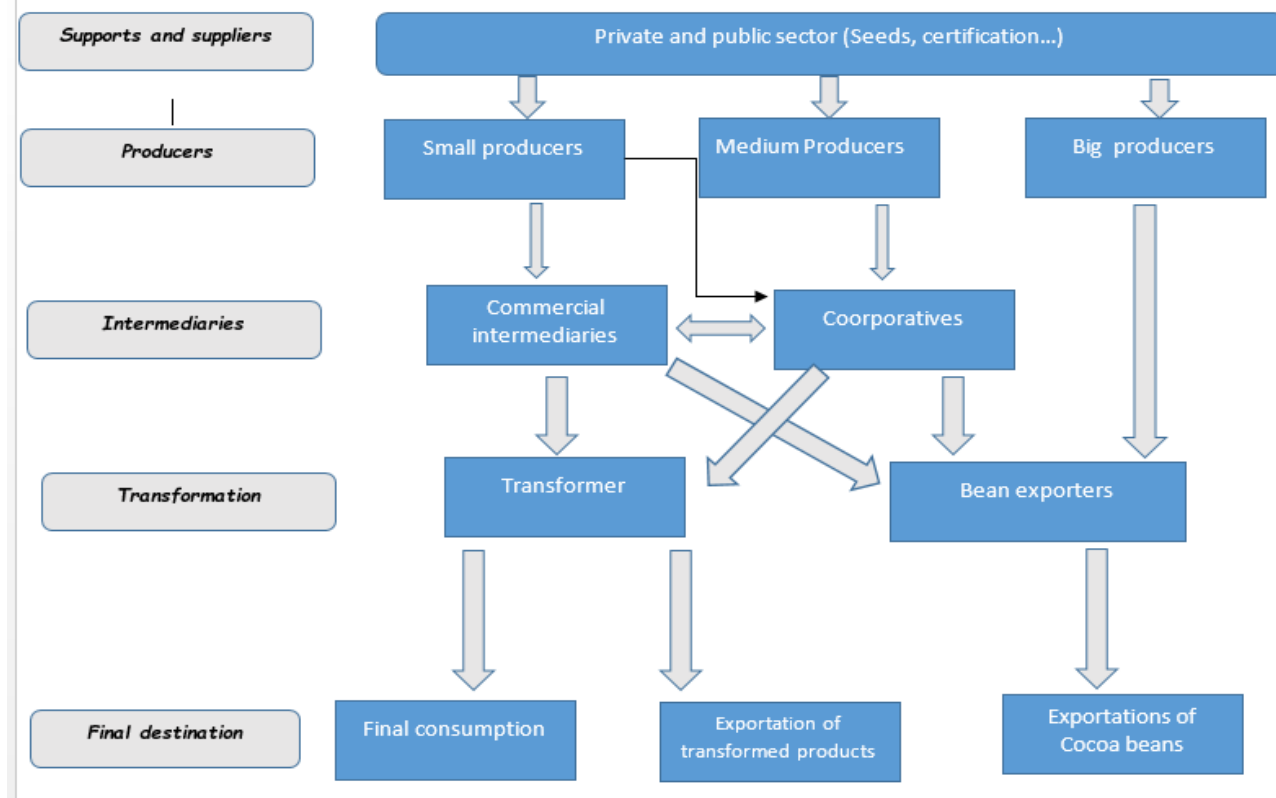 Supports and suppliers
Private and public sector (Seeds, certification...)
Producers
Small producers
Medium Producers
Big producers
Intermediaries
Commercial
intermediaries
Coorporatives
Transformation
Transformer
Bean exporters
Final destination
Final consumption
Exportation of
transformed products
Exportations of
Cocoa beans